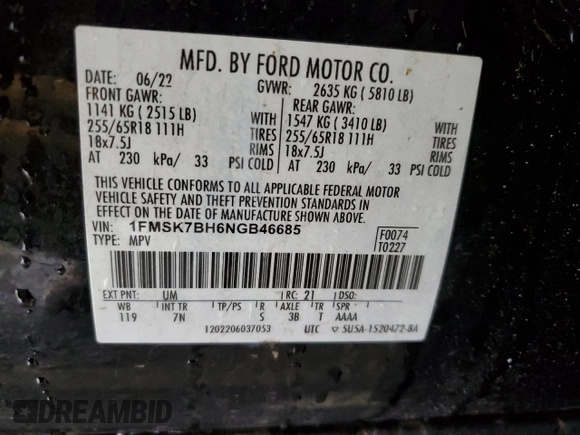 MFD. BY FORD MOTOR CO.
DATE: 06/22 GVWR: 2635 KG ( 5810 LB)
FRONT GAWR: REAR GAWR:
1141 KG ( 2515 LB) WITH 1547 KG ( 3410 LB) WITH
255/65R18 111H TIRES 255/65R18 111H TIRES
18x7.5J RIMS 18x7.5J RIMS
AT 230 kPa/ 33 PSI COLD AT 230 kPa/ 33 PSI COLD
THIS VEHICLE CONFORMS TO ALL APPLICABLE FEDERAL MOTOR
VEHICLE SAFETY AND THEFT PREVENTION STANDARDS IN
EFFECT ON THE DATE OF MANUFACTURE SHOWN ABOVE.
VIN: 1FMSK7BH6NGB46685 F0074
TYPE: MPV T0227
EXT PNT: UM RC: 21 DSO:
WB INT TR TP/PS R AXLE TR SPR
119 7N S 3B T AAAA
1202206037053 UTC 5U5A-1520472-BA
DREAMBID